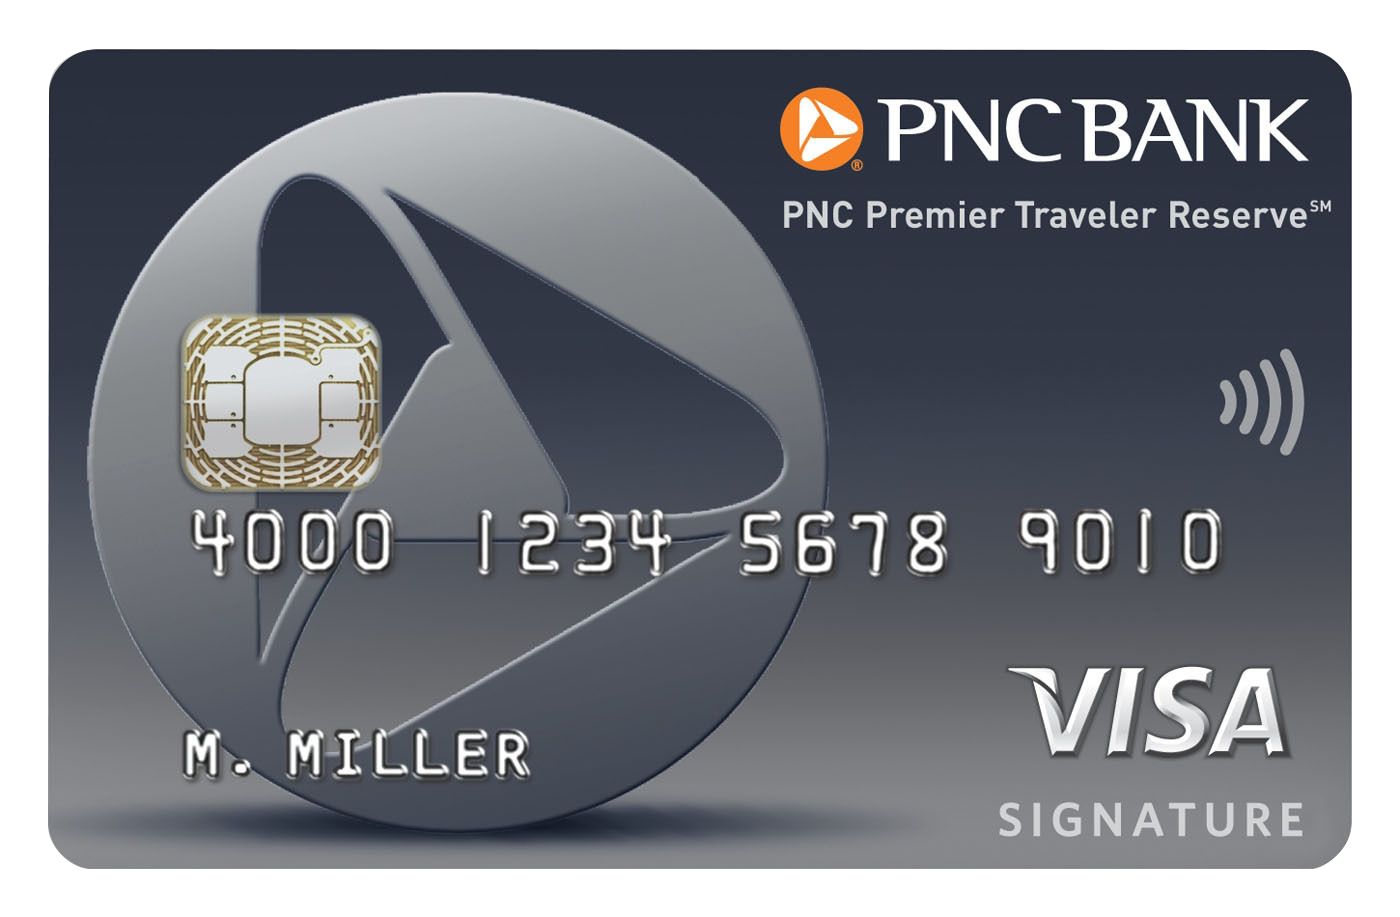 PNC BANK
PNC Premier Traveler Reserve℠
4000 1234 5678 9010
M. MILLER
VISA
SIGNATURE